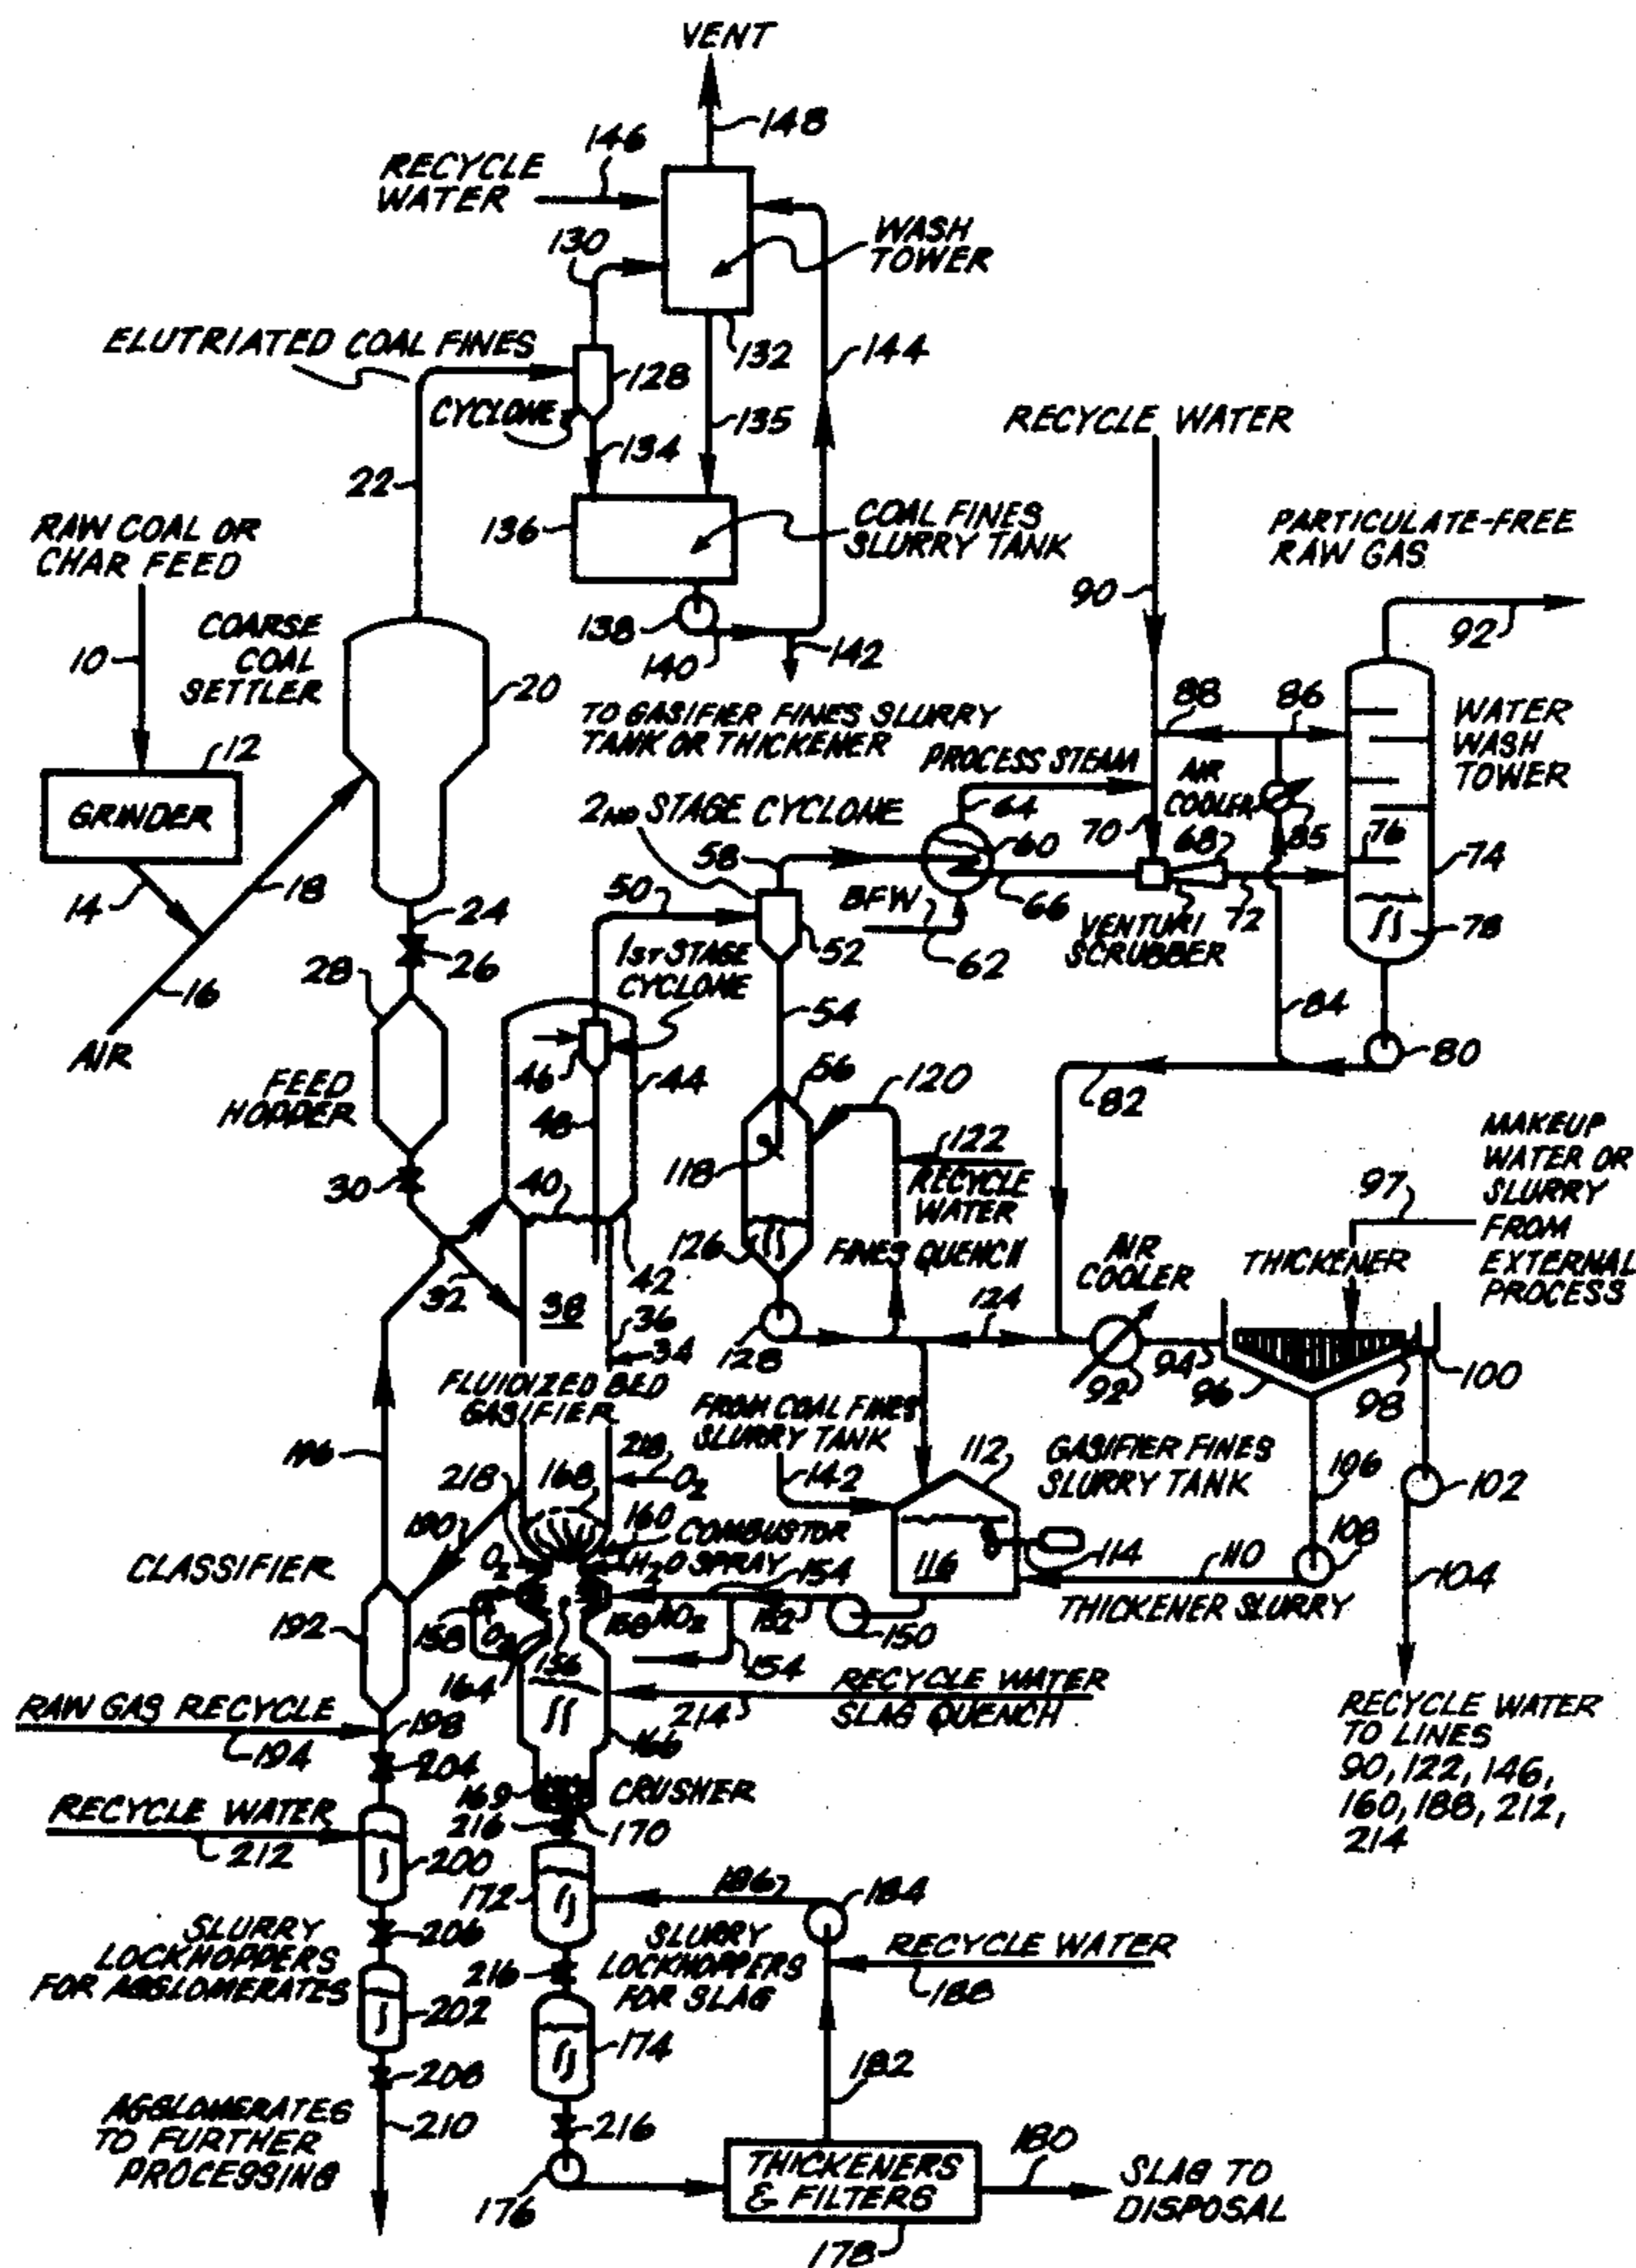 VENT
148
146
RECYCLE
WATER
130
WASH
TOWER
ELUTRIATED COAL FINES
132
144
128
CYCLONE
135
134
RECYCLE WATER
22
RAW COAL OR
CHAR FEED
136
COAL FINES
SLURRY TANK
PARTICULATE-FREE
RAW GAS
90
138
140
142
92
10
COARSE
COAL
SETTLER
20
TO GASIFIER FINES SLURRY
TANK OR THICKENER
88
86
WATER
WASH
TOWER
12
GRINDER
PROCESS STEAM
AIR
COOLER
2ND STAGE CYCLONE
64
70
68
85
76
74
58
60
14
18
24
50
BFW
66
72
78
26
52
62
VENTURI
SCRUBBER
28
16
1ST STAGE
CYCLONE
54
84
AIR
46
44
56
120
80
82
FEED
HOPPER
48
118
122
RECYCLE
WATER
MAKEUP
WATER OR
SLURRY
FROM
EXTERNAL
PROCESS
97
30
40
126
FINES QUENCH
AIR
COOLER
THICKENER
32
38
42
36
34
124
128
92
94
96
98
100
FLUIDIZED BED
GASIFIER
FROM COAL FINES
SLURRY TANK
112
GASIFIER FINES
SLURRY TANK
196
218
168
218
O2
142
106
102
190
160
COMBUSTOR
H2O SPRAY
O2
116
114
110
108
CLASSIFIER
154
104
192
158
O2
158
O2
152
150
THICKENER SLURRY
164
156
154
RECYCLE WATER
SLAG QUENCH
214
RAW GAS RECYCLE
198
194
166
RECYCLE WATER
TO LINES
90, 122, 146,
160, 188, 212,
214
204
169
CRUSHER
RECYCLE WATER
212
216
170
200
172
186
184
SLURRY
LOCKHOPPERS
FOR AGGLOMERATES
206
216
SLURRY
LOCKHOPPERS
FOR SLAG
RECYCLE WATER
188
202
174
208
182
AGGLOMERATES
TO FURTHER
PROCESSING
210
216
180
176
THICKENERS
& FILTERS
SLAG TO
DISPOSAL
178